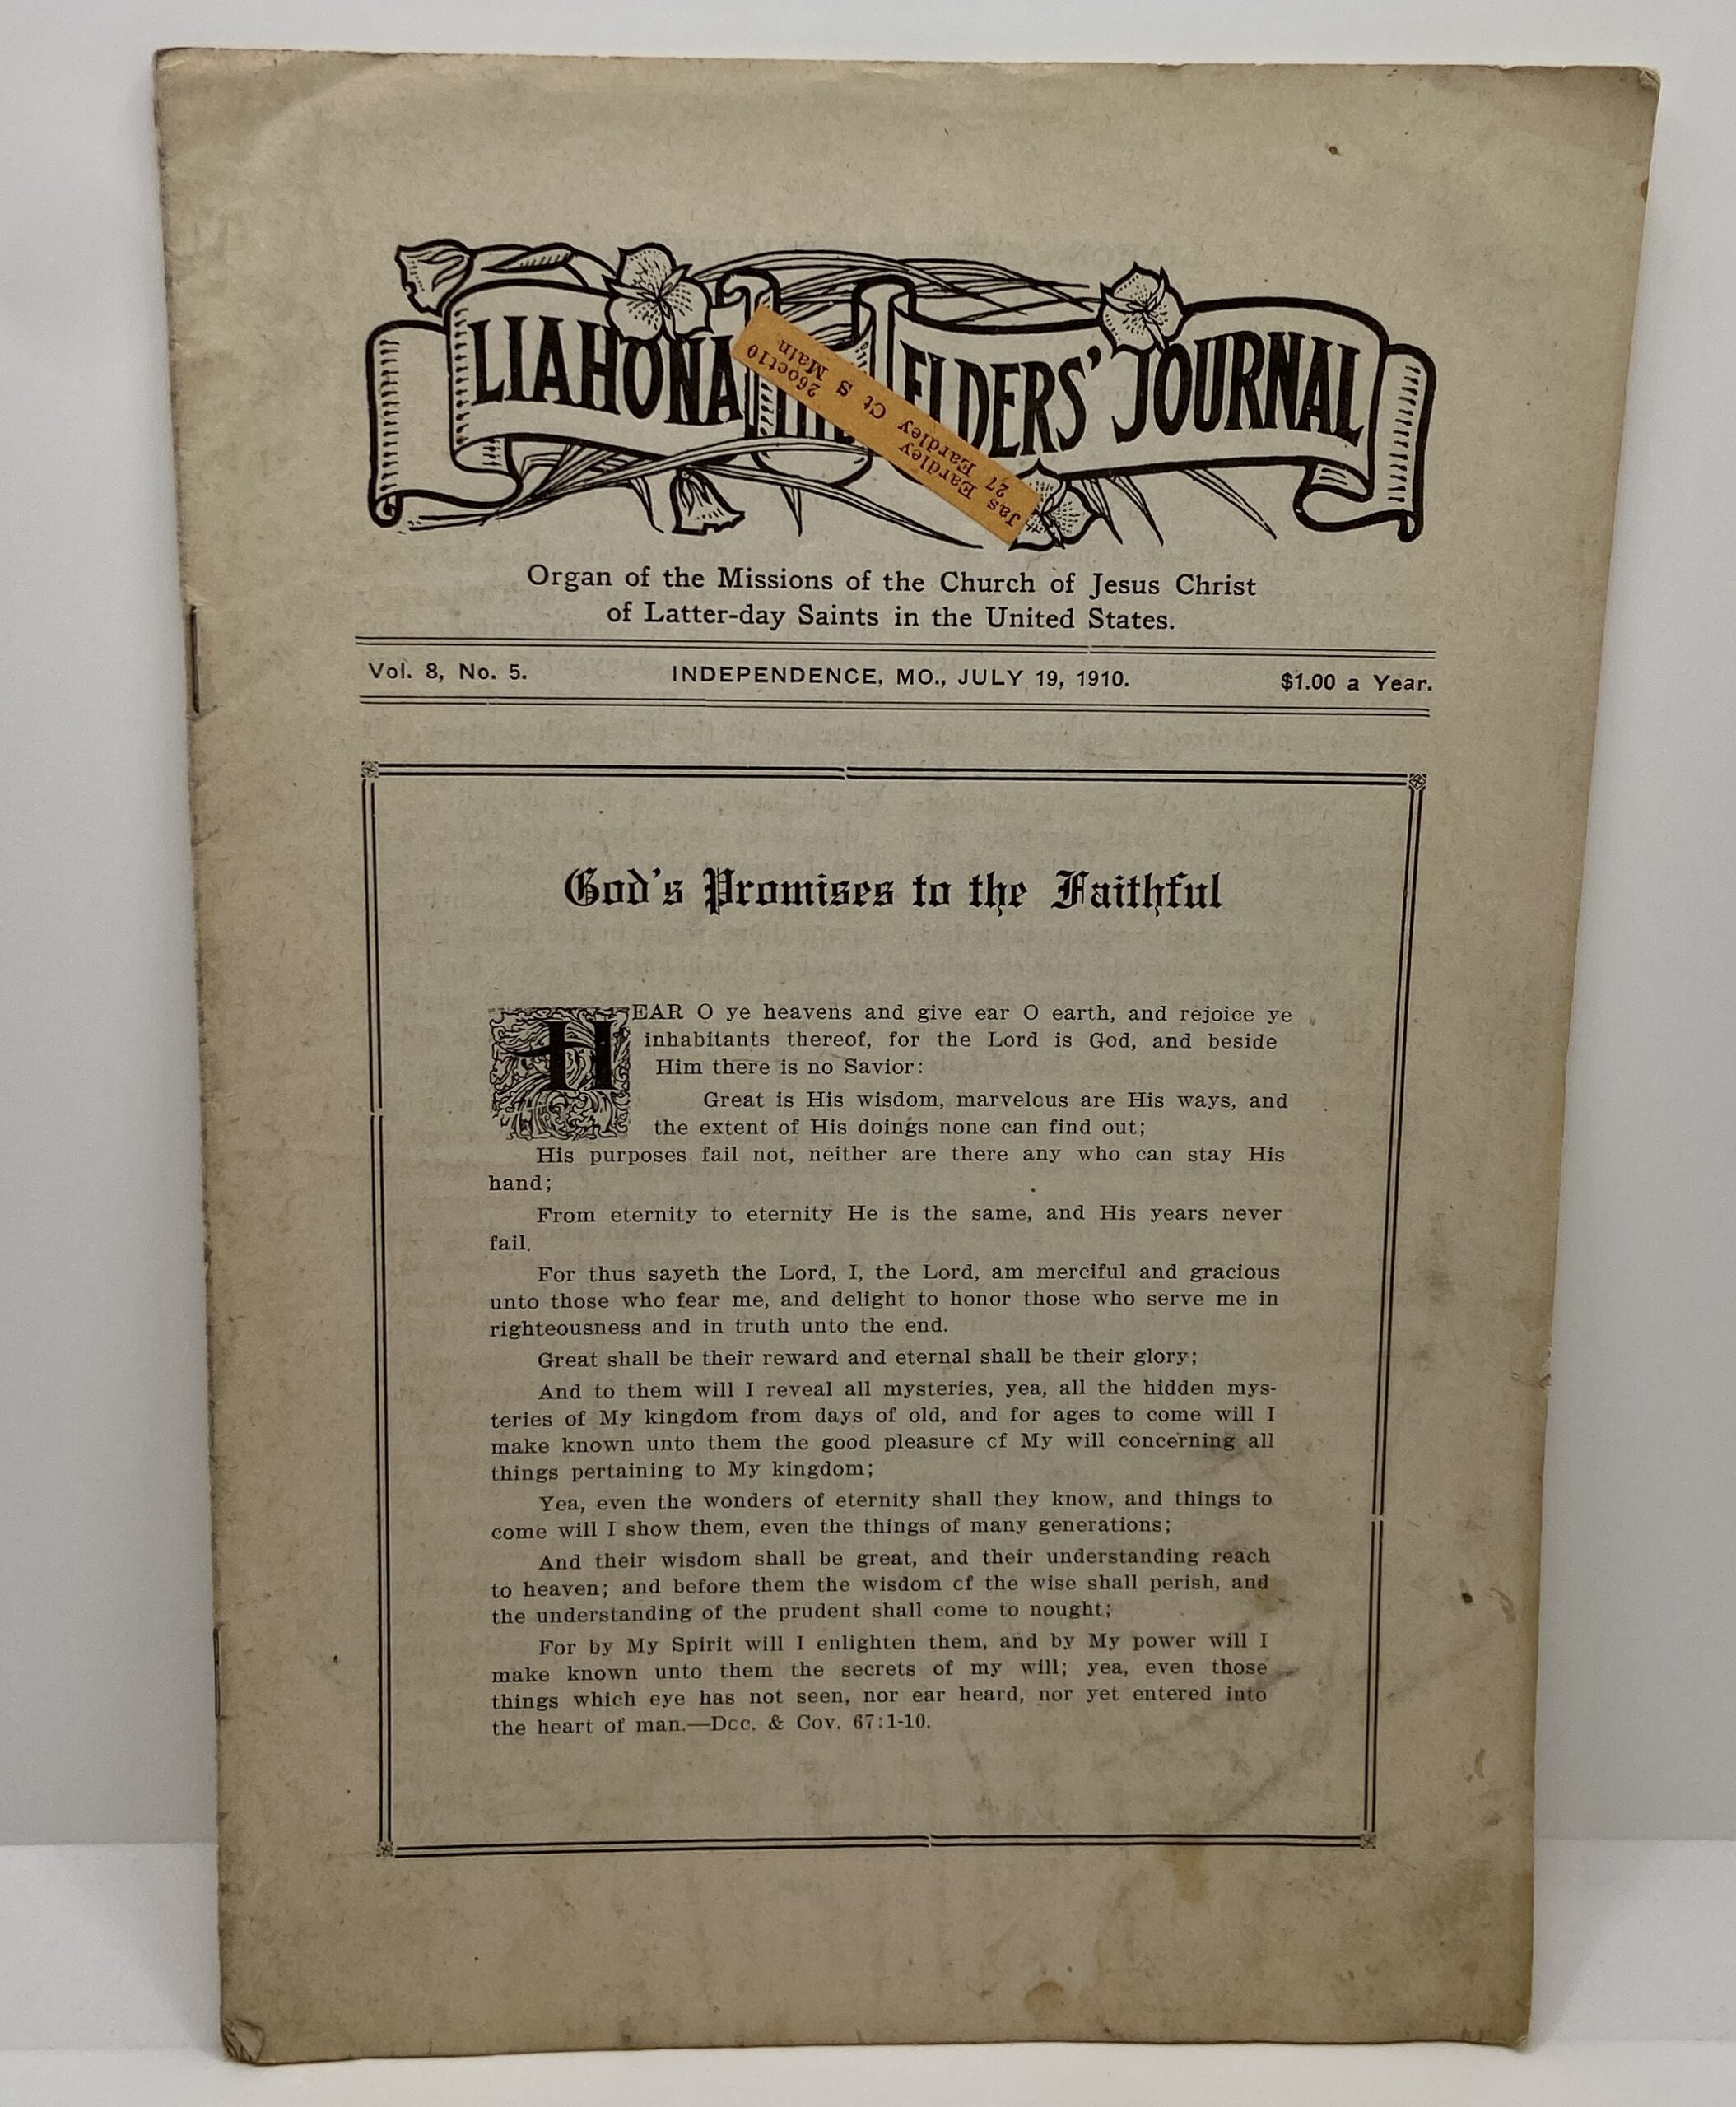 LIAHONA THE ELDERS' JOURNAL
Jas Eardley 26oct10
27 Eardley Ct S Main
Organ of the Missions of the Church of Jesus Christ
of Latter-day Saints in the United States.
Vol. 8, No. 5. INDEPENDENCE, MO., JULY 19, 1910. $1.00 a Year.
God's Promises to the Faithful
HEAR O ye heavens and give ear O earth, and rejoice ye
inhabitants thereof, for the Lord is God, and beside
Him there is no Savior:
Great is His wisdom, marvelous are His ways, and
the extent of His doings none can find out;
His purposes fail not, neither are there any who can stay His
hand;
From eternity to eternity He is the same, and His years never
fail.
For thus sayeth the Lord, I, the Lord, am merciful and gracious
unto those who fear me, and delight to honor those who serve me in
righteousness and in truth unto the end.
Great shall be their reward and eternal shall be their glory;
And to them will I reveal all mysteries, yea, all the hidden mys-
teries of My kingdom from days of old, and for ages to come will I
make known unto them the good pleasure cf My will concerning all
things pertaining to My kingdom;
Yea, even the wonders of eternity shall they know, and things to
come will I show them, even the things of many generations;
And their wisdom shall be great, and their understanding reach
to heaven; and before them the wisdom cf the wise shall perish, and
the understanding of the prudent shall come to nought;
For by My Spirit will I enlighten them, and by My power will I
make known unto them the secrets of my will; yea, even those
things which eye has not seen, nor ear heard, nor yet entered into
the heart of man.—Dcc. & Cov. 67:1-10.